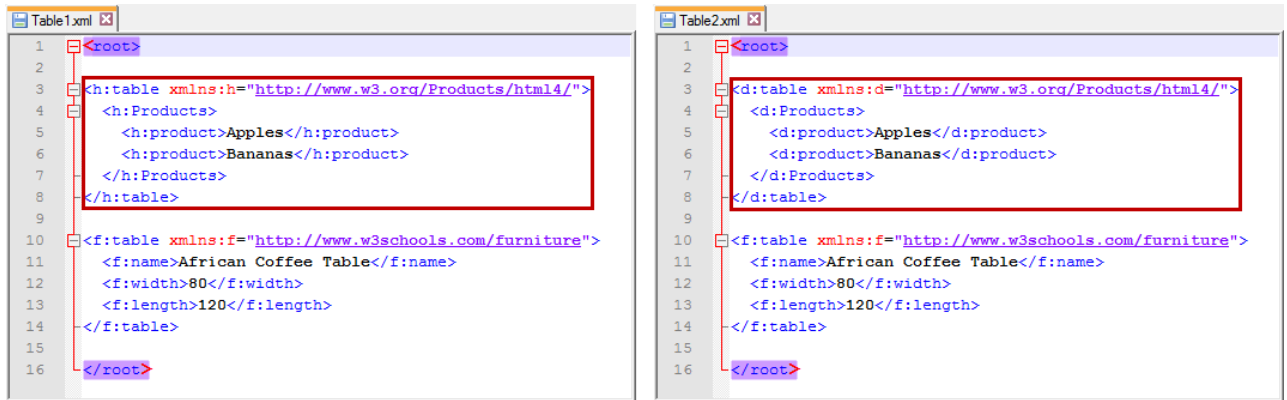 Table1.xml
1 <root>
2
3 <h:table xmlns:h="http://www.w3.org/Products/html4/">
4 <h:Products>
5 <h:product>Apples</h:product>
6 <h:product>Bananas</h:product>
7 </h:Products>
8 </h:table>
9
10 <f:table xmlns:f="http://www.w3schools.com/furniture">
11 <f:name>African Coffee Table</f:name>
12 <f:width>80</f:width>
13 <f:length>120</f:length>
14 </f:table>
15
16 </root>
Table2.xml
1 <root>
2
3 <d:table xmlns:d="http://www.w3.org/Products/html4/">
4 <d:Products>
5 <d:product>Apples</d:product>
6 <d:product>Bananas</d:product>
7 </d:Products>
8 </d:table>
9
10 <f:table xmlns:f="http://www.w3schools.com/furniture">
11 <f:name>African Coffee Table</f:name>
12 <f:width>80</f:width>
13 <f:length>120</f:length>
14 </f:table>
15
16 </root>